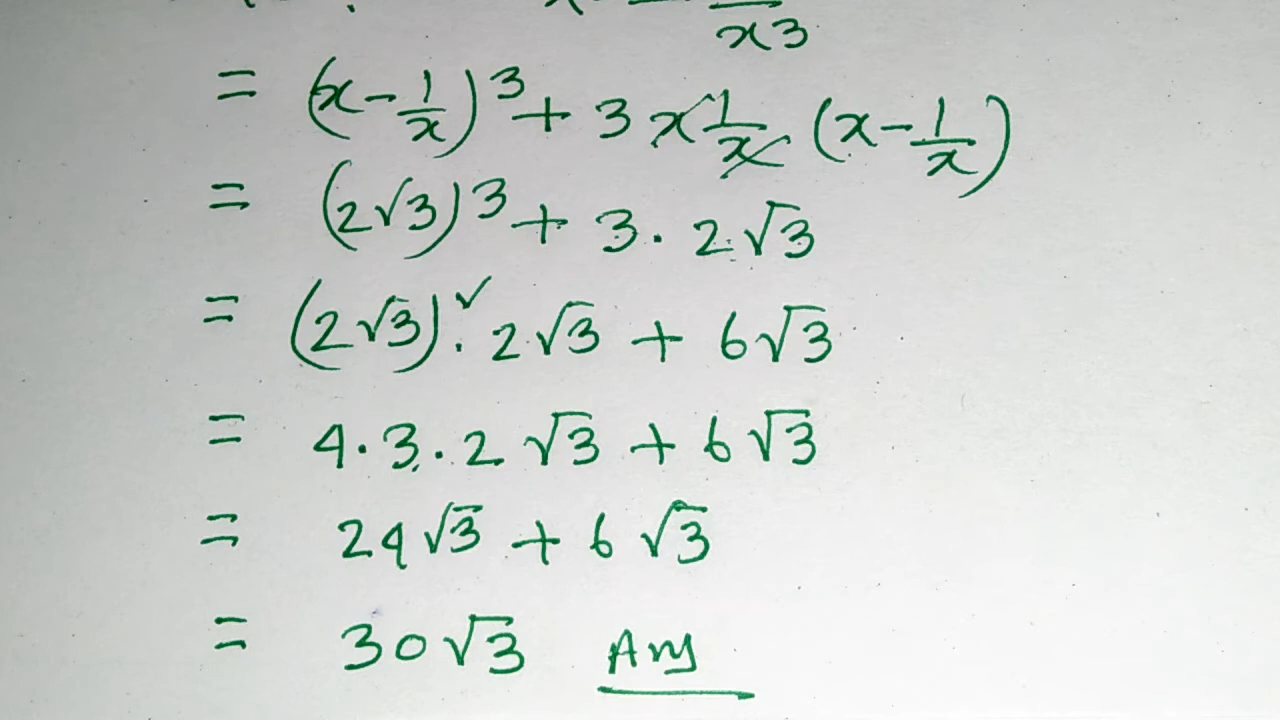 x3
= (x - 1/x)3 + 3 x 1/x (x - 1/x)
= (2√3)3 + 3 . 2.√3
= (2√3)✓. 2.√3 + 6√3
= 4.3.2 √3 + 6√3
= 24√3 + 6√3
= 30√3 Ans